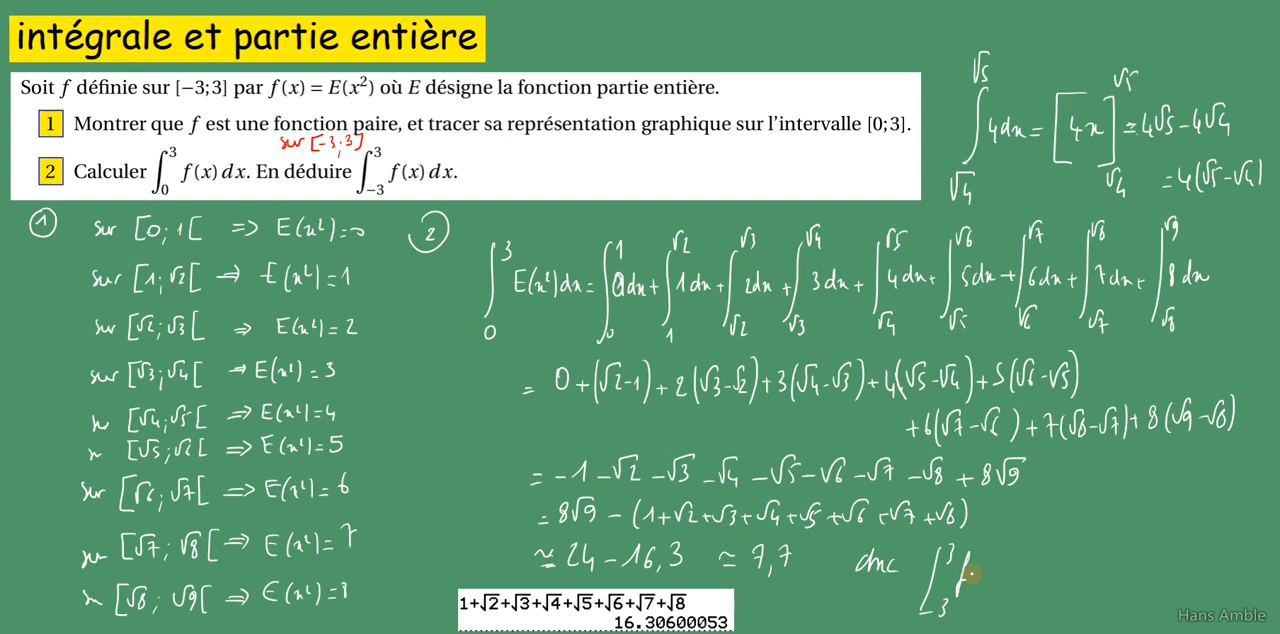 intégrale et partie entière
Soit f définie sur [−3;3] par f(x) = E(x²) où E désigne la fonction partie entière.
1 Montrer que f est une fonction paire, et tracer sa représentation graphique sur l'intervalle [0;3].
sur [-3;3]
2 Calculer ∫₀³ f(x) dx. En déduire ∫₋₃³ f(x) dx.
∫_√4^√5 4dx = [4x]_√4^√5 = 4√5 - 4√4
= 4(√5-√4)
1 sur [0;1[ => E(x²)=0
sur [1;√2[ => E(x²)=1
sur [√2;√3[ => E(x²)=2
sur [√3;√4[ => E(x²)=3
[√4;√5[ => E(x²)=4
[√5;√6[ => E(x²)=5
sur [√6;√7[ => E(x²)=6
sur [√7;√8[ => E(x²)=7
[√8;√9[ => E(x²)=8
2 ∫_0^3 E(x²)dx = ∫_0^1 0dx + ∫_1^√2 1dx + ∫_√2^√3 2dx + ∫_√3^√4 3dx + ∫_√4^√5 4dx + ∫_√5^√6 5dx + ∫_√6^√7 6dx + ∫_√7^√8 7dx + ∫_√8^√9 8dx
= 0+(√2-1)+2(√3-√2)+3(√4-√3)+4(√5-√4)+5(√6-√5)
+6(√7-√6)+7(√8-√7)+8(√9-√8)
= -1-√2-√3-√4-√5-√6-√7-√8+8√9
= 8√9-(1+√2+√3+√4+√5+√6+√7+√8)
≃ 24-16,3 ≃ 7,7 donc ∫_-3^3 f
1+√2+√3+√4+√5+√6+√7+√8
16.30600053
Hans Amble